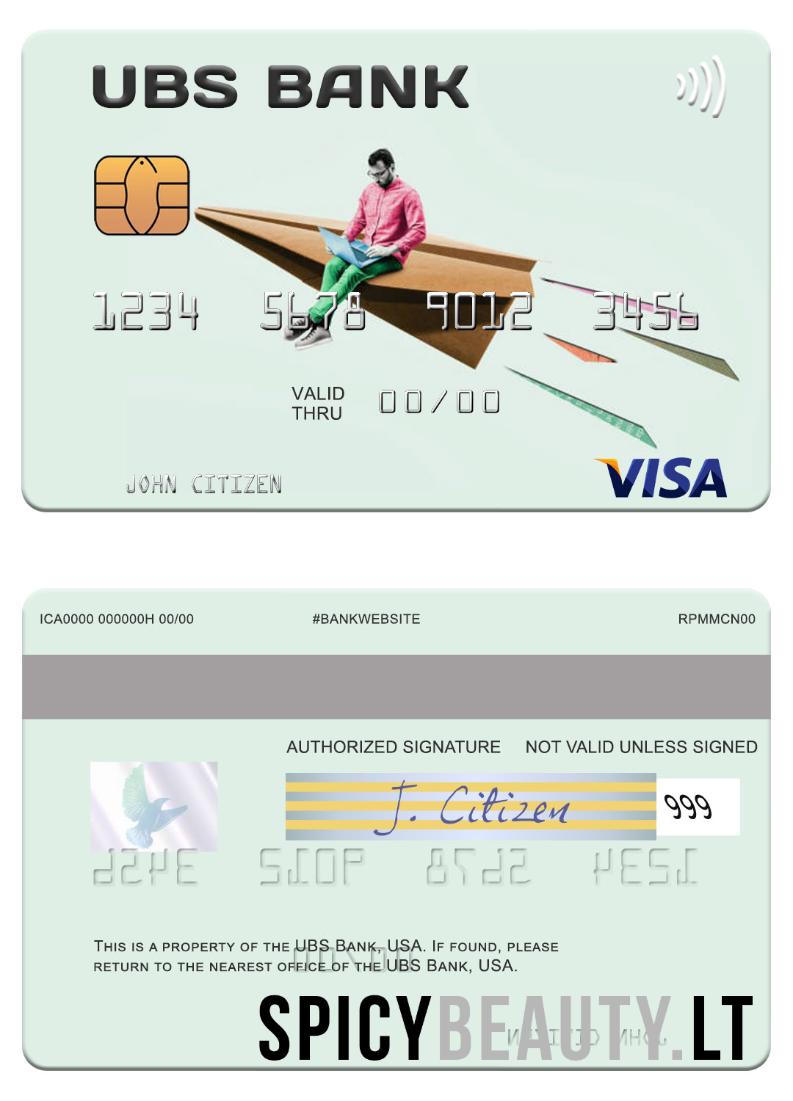 UBS BANK
1234 5678 9012 3456
VALID THRU 00/00
JOHN CITIZEN
VISA
ICA0000 000000H 00/00 #BANKWEBSITE RPMMCN00
AUTHORIZED SIGNATURE NOT VALID UNLESS SIGNED
J. Citizen 999
THIS IS A PROPERTY OF THE UBS BANK, USA. IF FOUND, PLEASE
RETURN TO THE NEAREST OFFICE OF THE UBS BANK, USA.
SPICYBEAUTY.LT